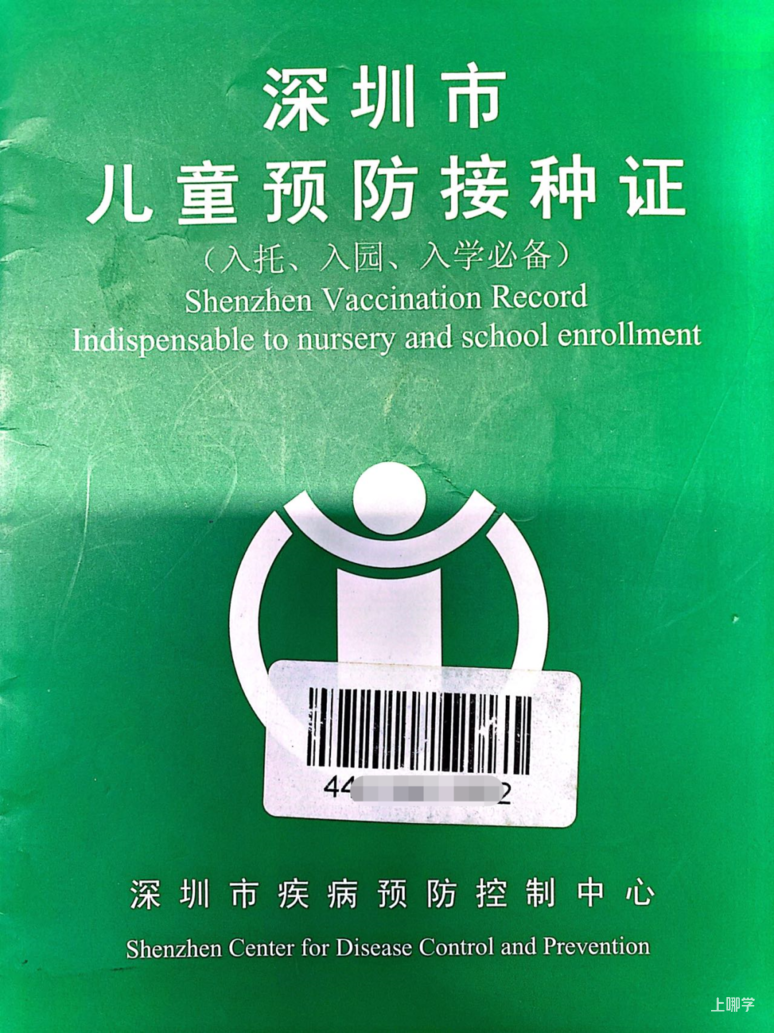 深圳市
儿童预防接种证
（入托、入园、入学必备）
Shenzhen Vaccination Record
Indispensable to nursery and school enrollment
44
2
深圳市疾病预防控制中心
Shenzhen Center for Disease Control and Prevention
上哪学